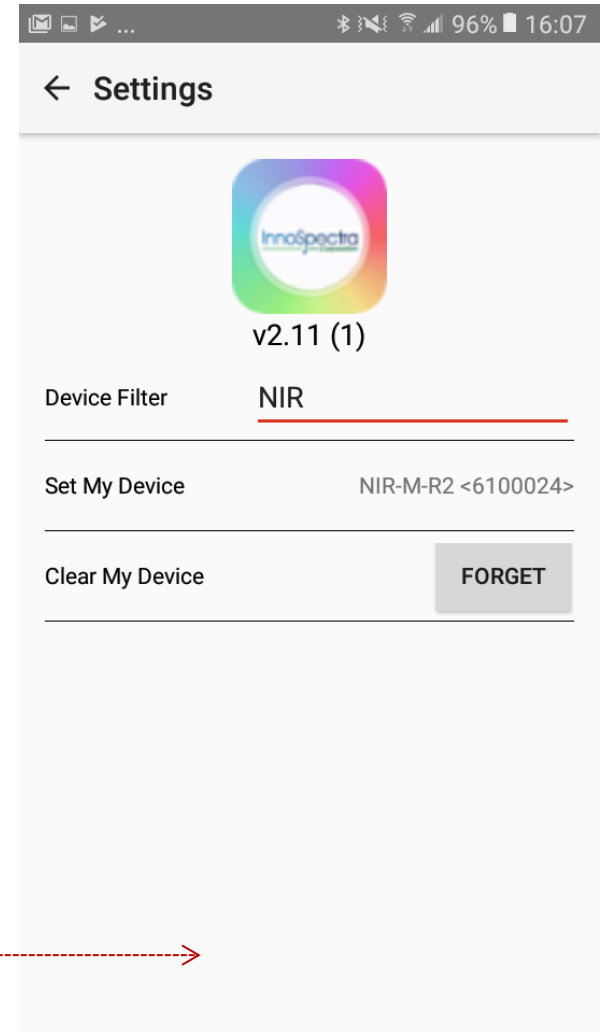 ... 96% 16:07
Settings
InnoSpectra
Corporation
v2.11 (1)
Device Filter NIR
Set My Device NIR-M-R2 <6100024>
Clear My Device FORGET